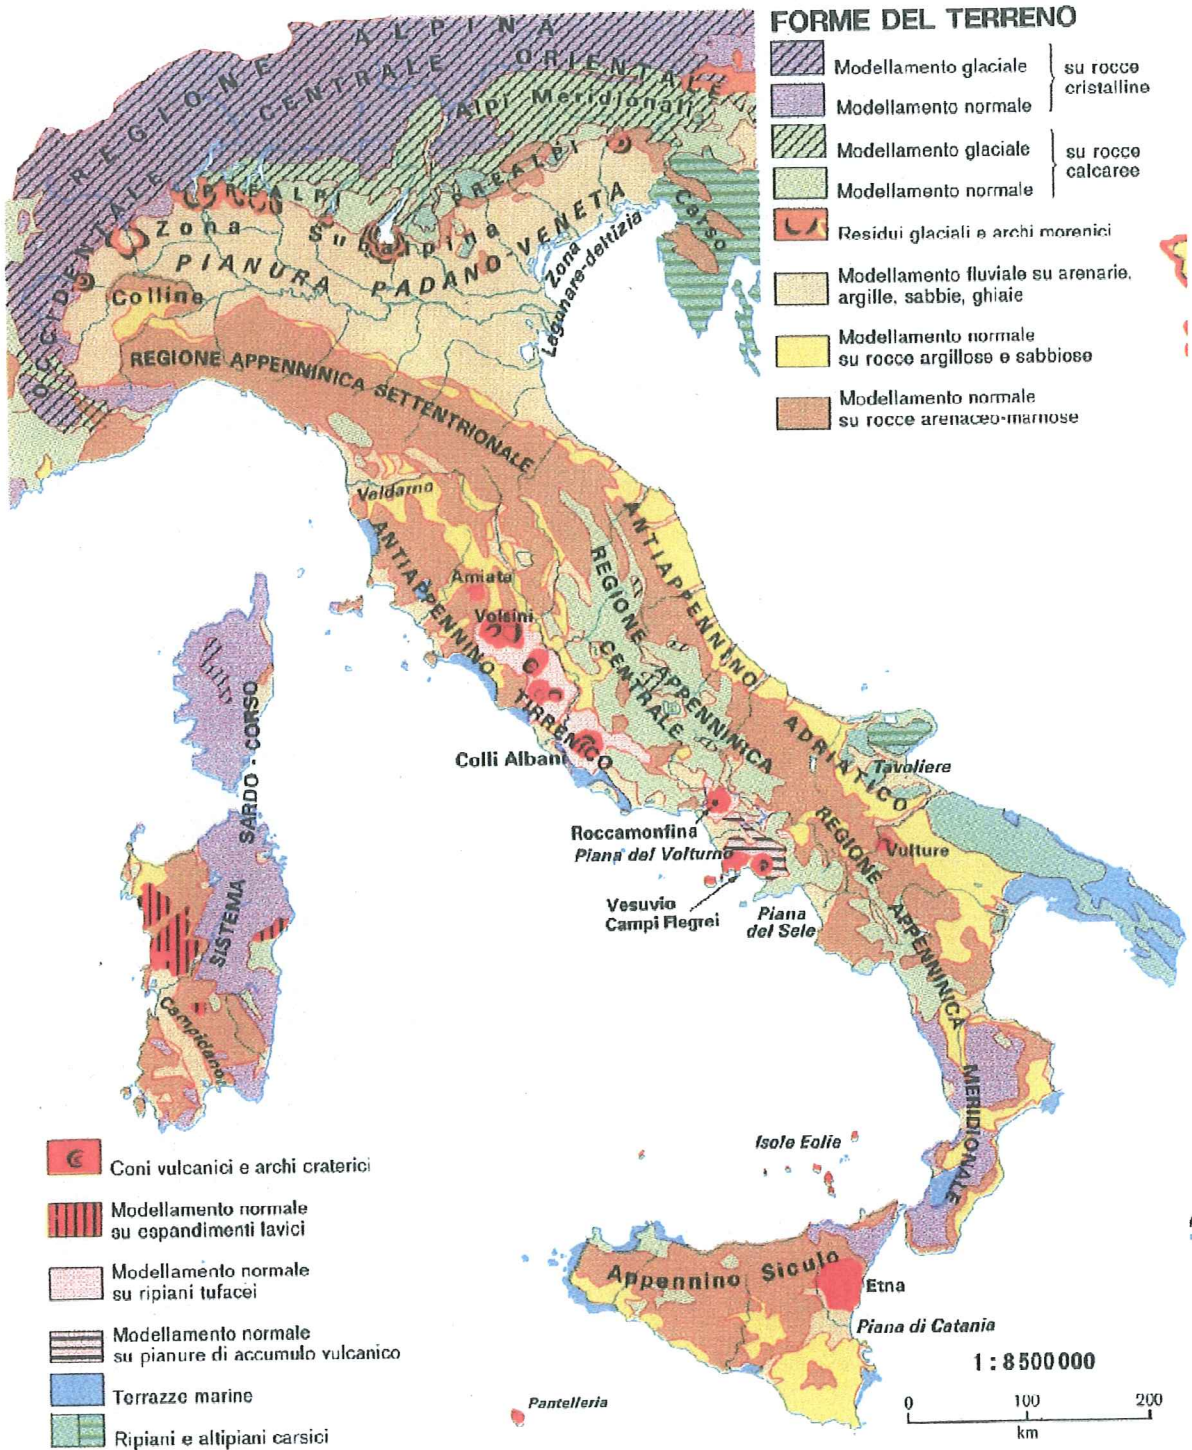 FORME DEL TERRENO
Modellamento glaciale
su rocce
cristalline
Modellamento normale
Modellamento glaciale
su rocce
calcaree
Modellamento normale
Residui glaciali e archi morenici
Modellamento fluviale su arenarie,
argille, sabbie, ghiaie
Modellamento normale
su rocce argillose e sabbiose
Modellamento normale
su rocce arenaceo-marnose
REGIONE ALPINA
OCCIDENTALE
CENTRALE
ORIENTALE
Alpi Meridionali
PREALPI
PREALPI
Zona Subalpina
PIANURA PADANO-VENETA
Zona
Lagunare-deltizia
Carso
Colline
REGIONE APPENNINICA SETTENTRIONALE
Valdarno
ANTIAPPENNINO TIRRENICO
Amiata
Volsini
REGIONE APPENNINICA
CENTRALE
ANTIAPPENNINO ADRIATICO
Colli Albani
Tavoliere
Roccamonfina
Piana del Volturno
Vulture
Vesuvio
Campi Flegrei
Piana
del Sele
REGIONE APPENNINICA MERIDIONALE
SISTEMA SARDO-CORSO
Campidano
Isole Eolie
Appennino Siculo
Etna
Piana di Catania
Pantelleria
1:8500000
0 100 200
km
Coni vulcanici e archi craterici
Modellamento normale
su espandimenti lavici
Modellamento normale
su ripiani tufacei
Modellamento normale
su pianure di accumulo vulcanico
Terrazze marine
Ripiani e altipiani carsici